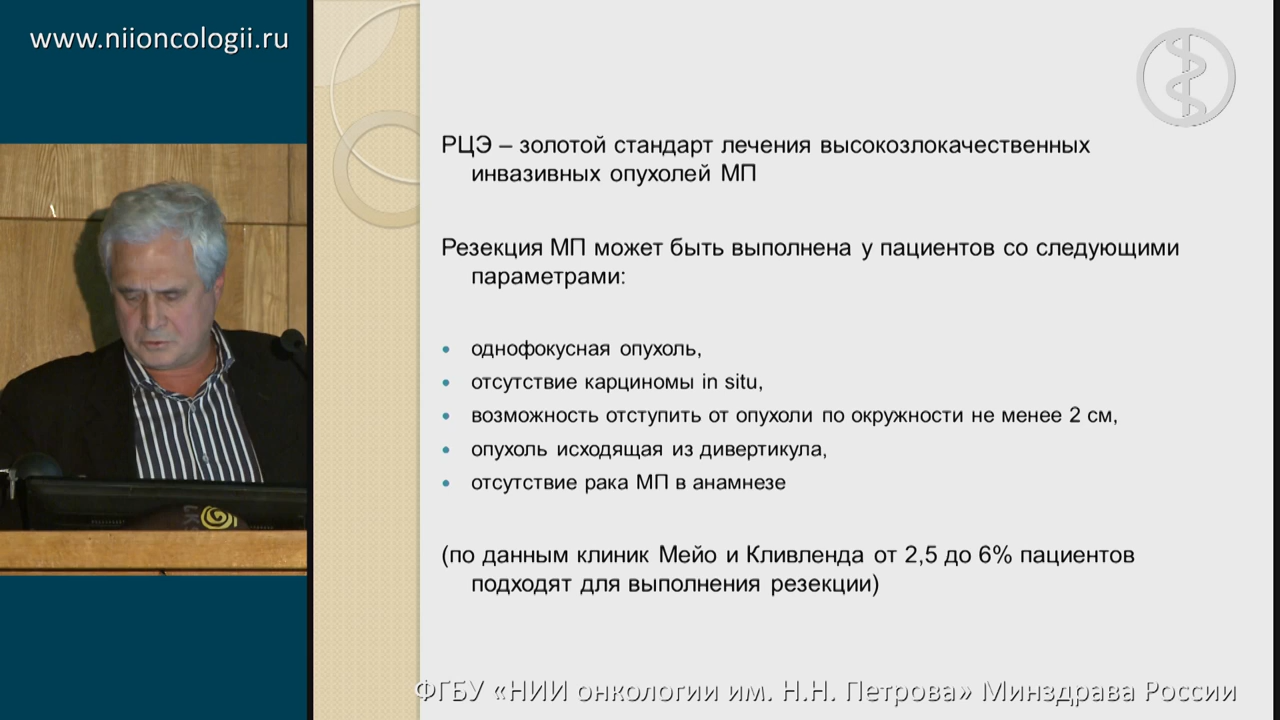 www.niioncologii.ru
РЦЭ – золотой стандарт лечения высокозлокачественных
инвазивных опухолей МП
Резекция МП может быть выполнена у пациентов со следующими
параметрами:
• однофокусная опухоль,
• отсутствие карциномы in situ,
• возможность отступить от опухоли по окружности не менее 2 см,
• опухоль исходящая из дивертикула,
• отсутствие рака МП в анамнезе
(по данным клиник Мейо и Кливленда от 2,5 до 6% пациентов
подходят для выполнения резекции)
ФГБУ «НИИ онкологии им. Н.Н. Петрова» Минздрава России